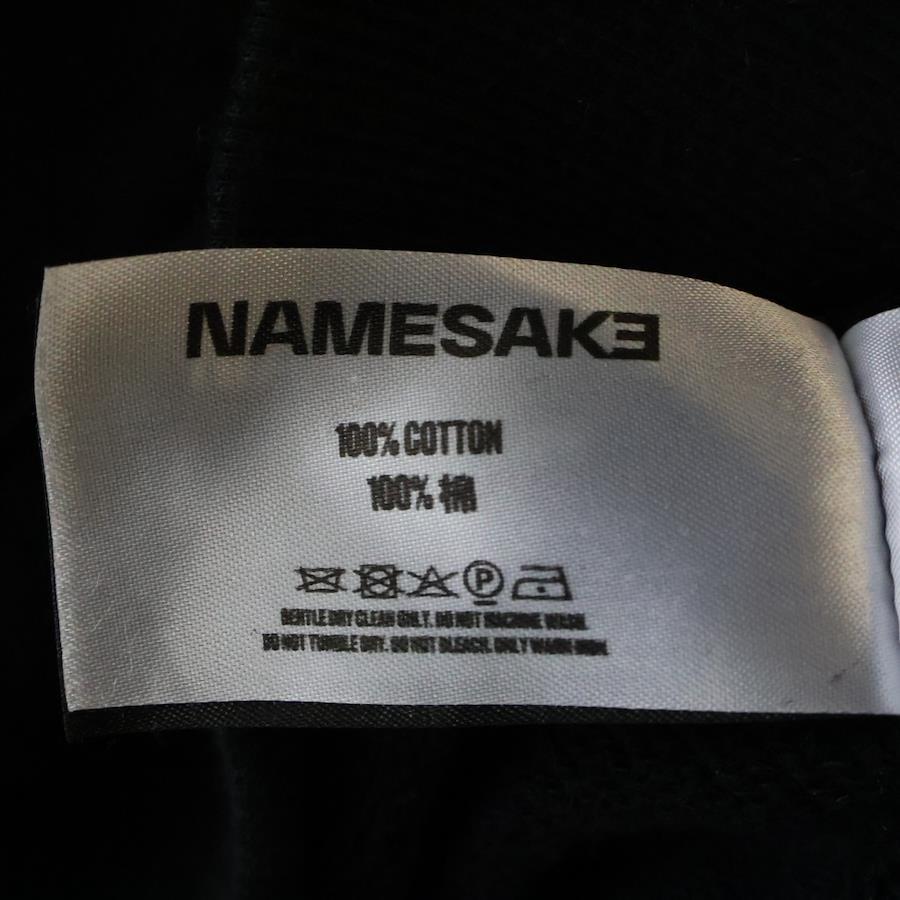 NAMESAKE
100% COTTON
100% 棉
P
GENTLE DRY CLEAN ONLY. DO NOT MACHINE WASH.
DO NOT TUMBLE DRY. DO NOT BLEACH. ONLY WARM IRON.